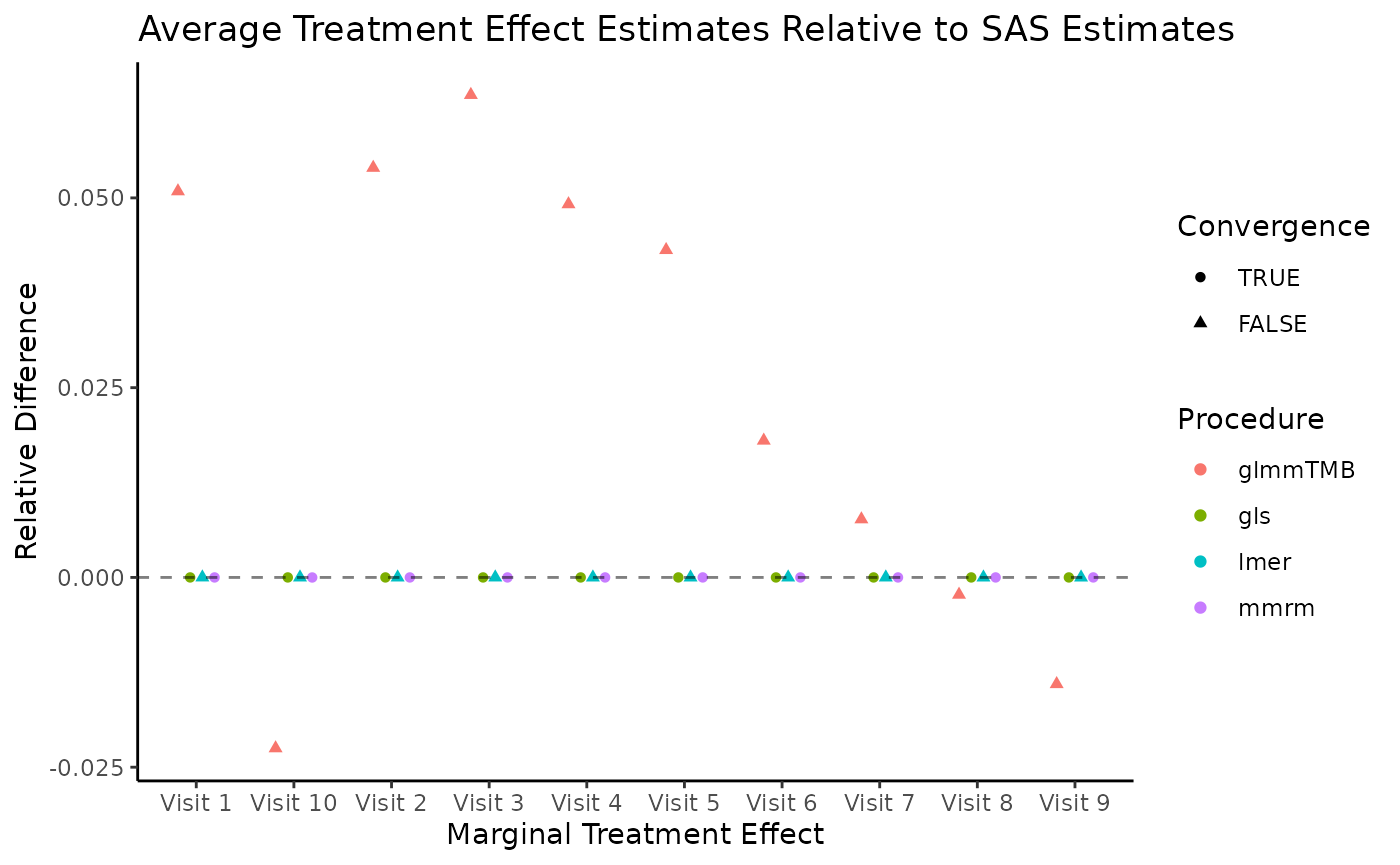 Average Treatment Effect Estimates Relative to SAS Estimates
Relative Difference
0.050
0.025
0.000
-0.025
Visit 1 Visit 10 Visit 2 Visit 3 Visit 4 Visit 5 Visit 6 Visit 7 Visit 8 Visit 9
Marginal Treatment Effect
Convergence
TRUE
FALSE
Procedure
glmmTMB
gls
lmer
mmrm